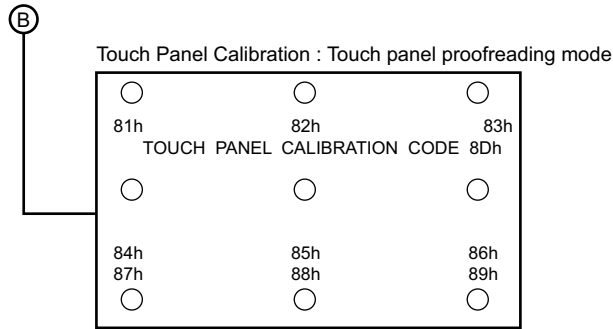 B
Touch Panel Calibration : Touch panel proofreading mode
81h 82h 83h
TOUCH PANEL CALIBRATION CODE 8Dh
84h 85h 86h
87h 88h 89h